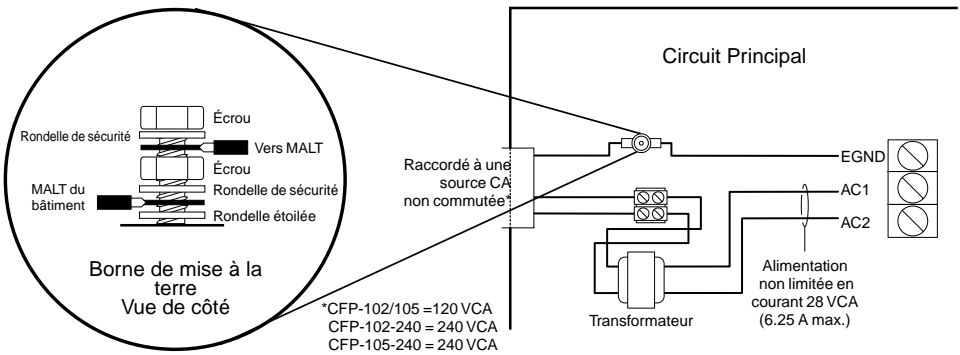 Écrou
Rondelle de sécurité
Vers MALT
Écrou
MALT du
bâtiment
Rondelle de sécurité
Rondelle étoilée
Borne de mise à la
terre
Vue de côté
Circuit Principal
Raccordé à une
source CA
non commutée*
EGND
AC1
AC2
Transformateur
Alimentation
non limitée en
courant 28 VCA
(6.25 A max.)
*CFP-102/105 =120 VCA
CFP-102-240 = 240 VCA
CFP-105-240 = 240 VCA